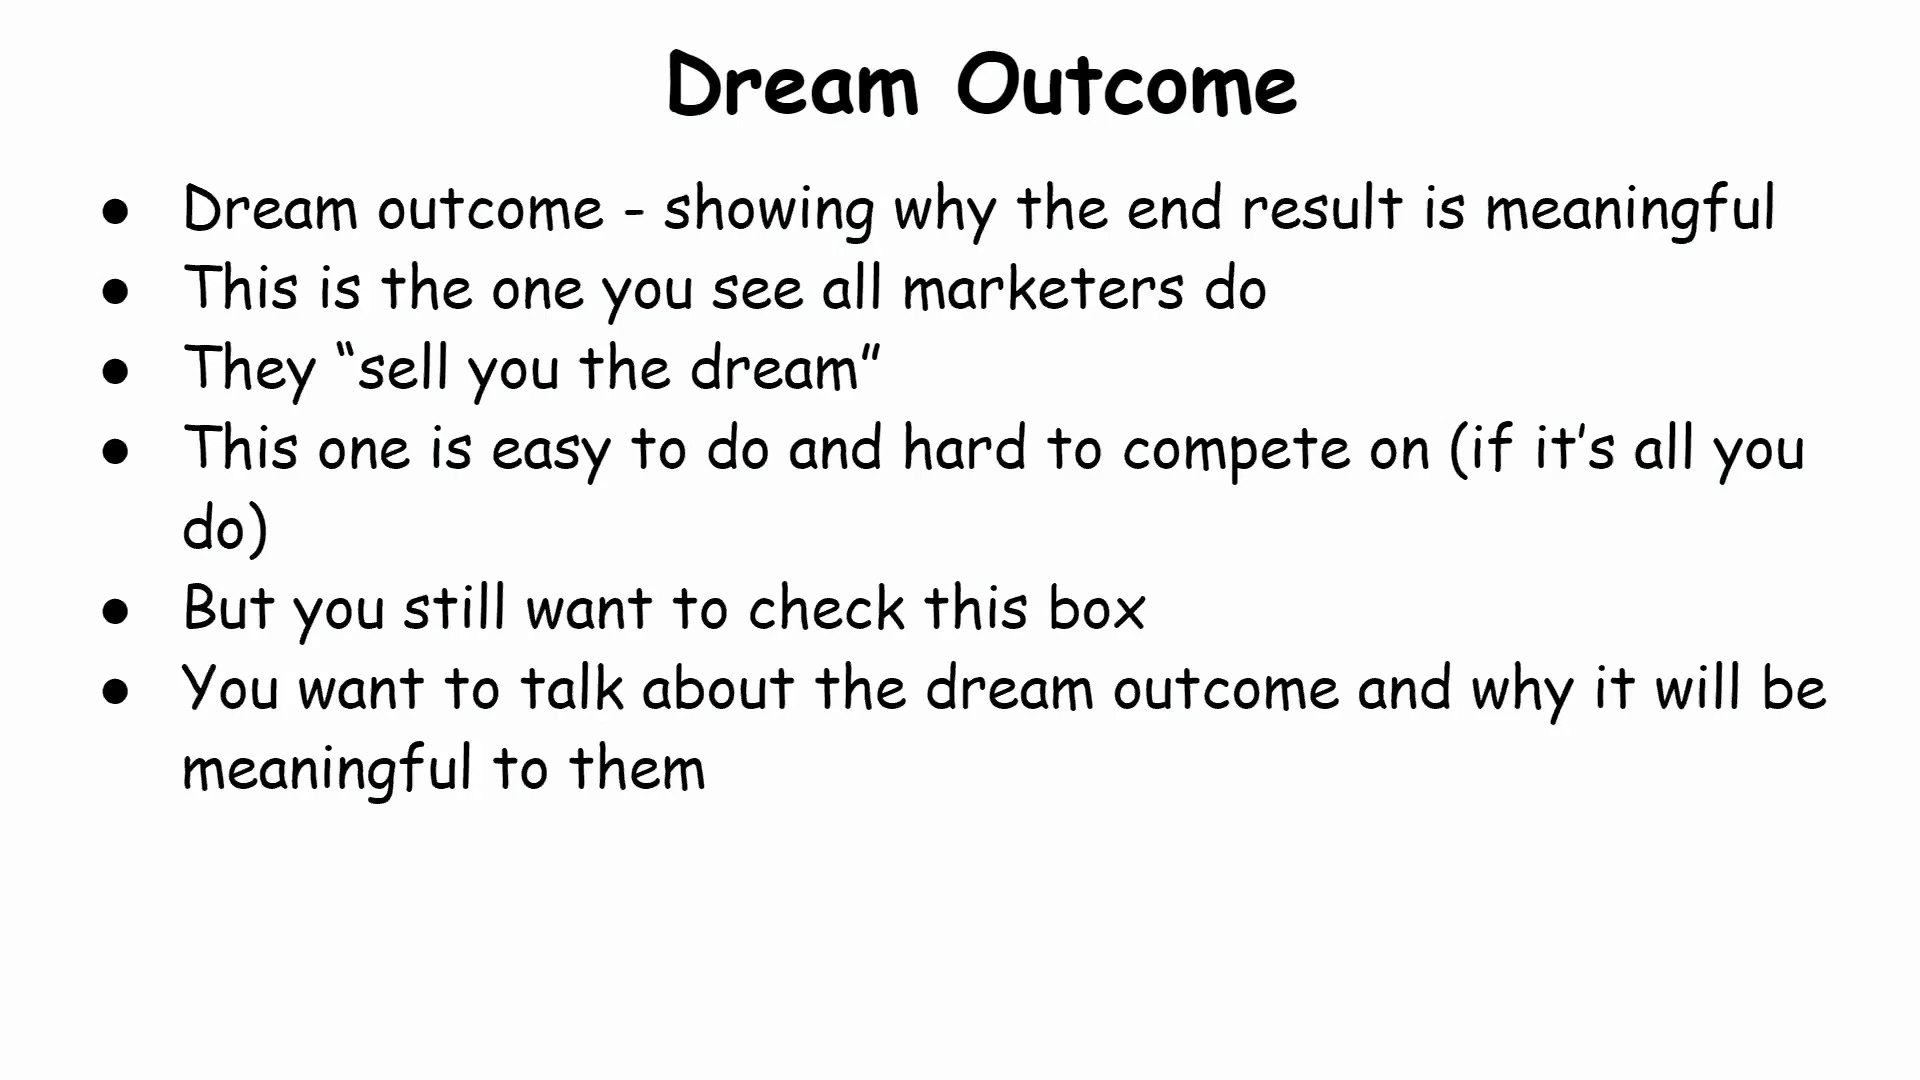 Dream Outcome
● Dream outcome - showing why the end result is meaningful
● This is the one you see all marketers do
● They “sell you the dream”
● This one is easy to do and hard to compete on (if it’s all you
do)
● But you still want to check this box
● You want to talk about the dream outcome and why it will be
meaningful to them